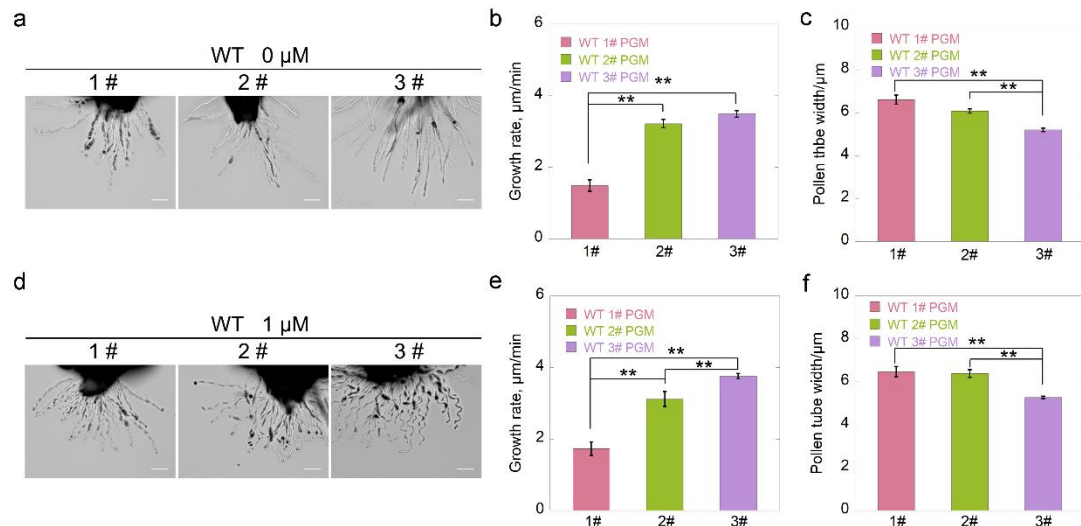 a
WT 0 μM
1 # 2 # 3 #
b
Growth rate, μm/min
6
4
2
0
WT 1# PGM
WT 2# PGM
WT 3# PGM
**
**
1# 2# 3#
c
Pollen thbe width/μm
10
8
6
4
2
0
WT 1# PGM
WT 2# PGM
WT 3# PGM
**
**
1# 2# 3#
d
WT 1 μM
1 # 2 # 3 #
e
Growth rate, μm/min
6
4
2
0
WT 1# PGM
WT 2# PGM
WT 3# PGM
**
** **
1# 2# 3#
f
Pollen tube width/μm
10
8
6
4
2
0
WT 1# PGM
WT 2# PGM
WT 3# PGM
**
**
1# 2# 3#